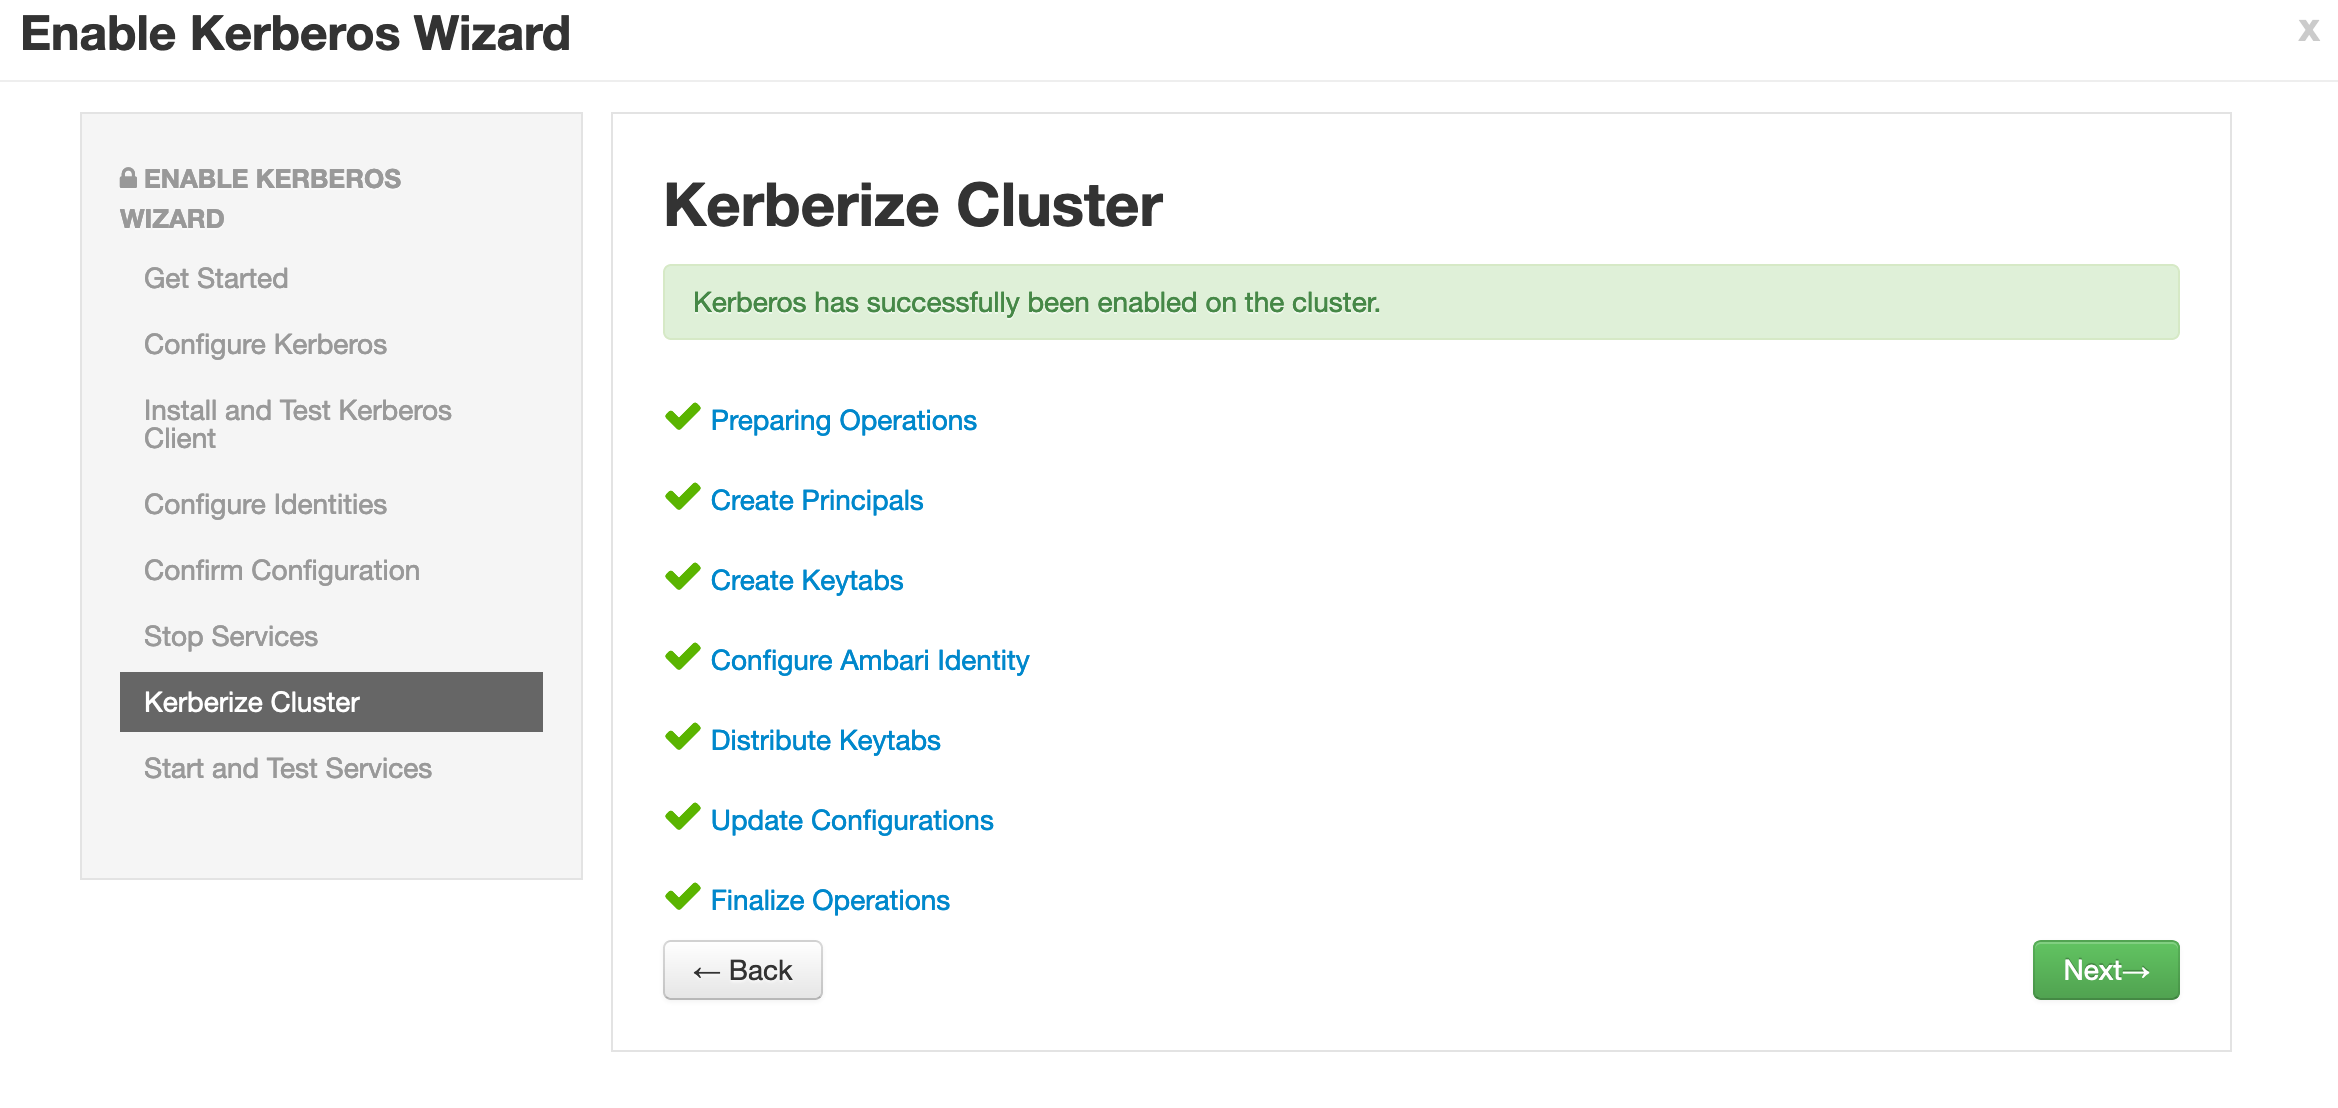 Enable Kerberos Wizard
x
ENABLE KERBEROS
WIZARD
Get Started
Configure Kerberos
Install and Test Kerberos
Client
Configure Identities
Confirm Configuration
Stop Services
Kerberize Cluster
Start and Test Services
Kerberize Cluster
Kerberos has successfully been enabled on the cluster.
Preparing Operations
Create Principals
Create Keytabs
Configure Ambari Identity
Distribute Keytabs
Update Configurations
Finalize Operations
← Back
Next→